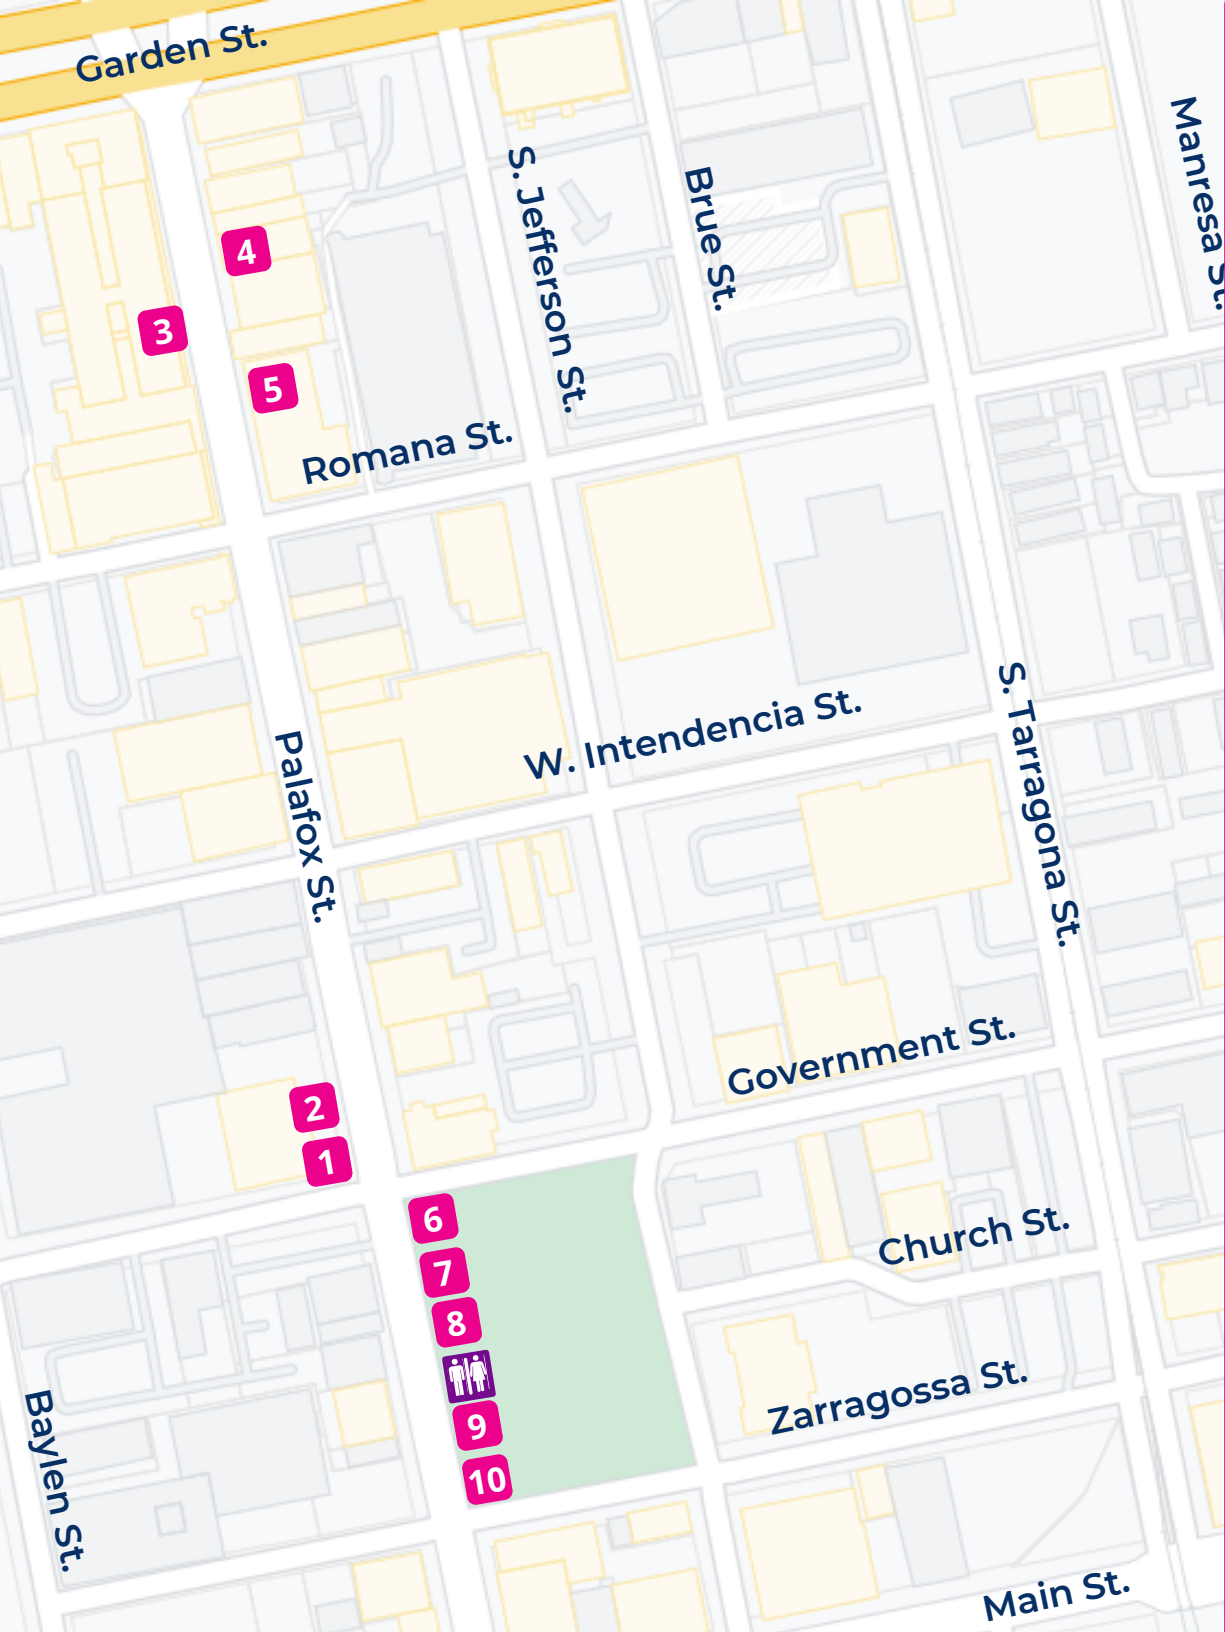 Garden St.
Manresa St.
S. Jefferson St.
Brue St.
4
3
5
Romana St.
S. Tarragona St.
W. Intendencia St.
Palafox St.
Government St.
2
1
6
7
Church St.
8
Zarragossa St.
9
Baylen St.
10
Main St.